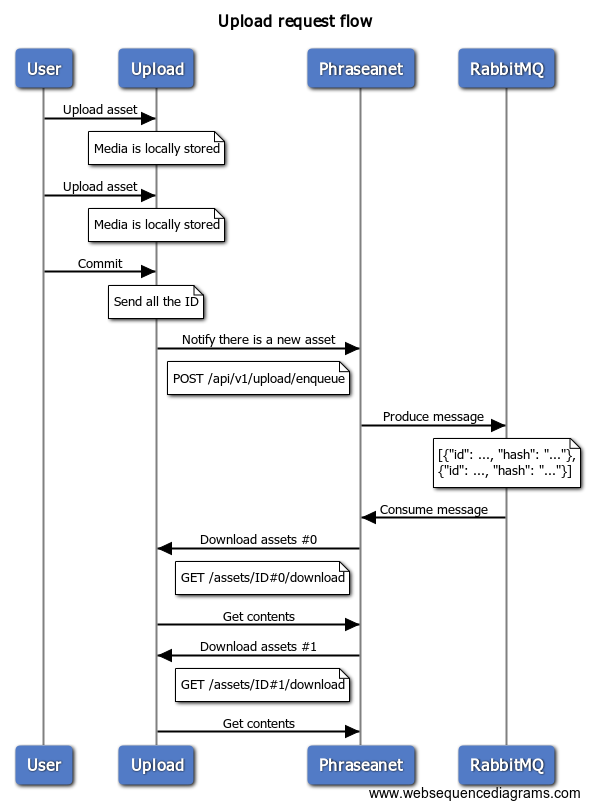 Upload request flow
User
Upload
Phraseanet
RabbitMQ
Upload asset
Media is locally stored
Upload asset
Media is locally stored
Commit
Send all the ID
Notify there is a new asset
POST /api/v1/upload/enqueue
Produce message
[{"id": ..., "hash": "..."},
{"id": ..., "hash": "..."}]
Consume message
Download assets #0
GET /assets/ID#0/download
Get contents
Download assets #1
GET /assets/ID#1/download
Get contents
User
Upload
Phraseanet
RabbitMQ
www.websequencediagrams.com